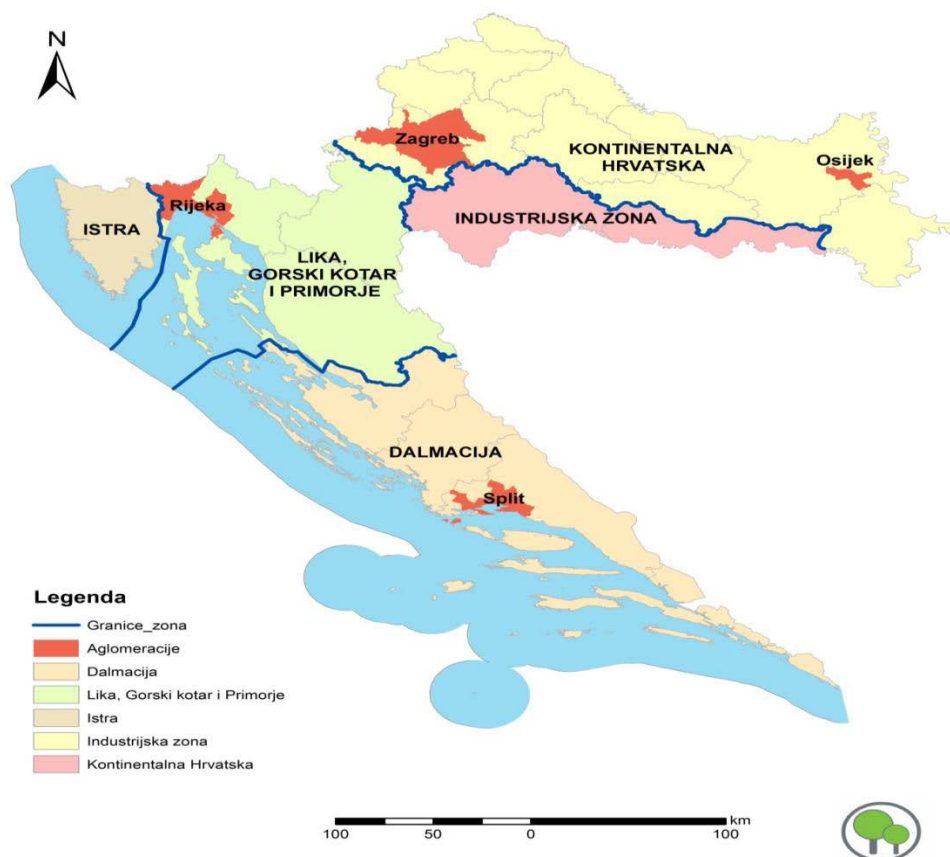 N
Zagreb
KONTINENTALNA
HRVATSKA
Osijek
Rijeka
ISTRA
INDUSTRIJSKA ZONA
LIKA,
GORSKI KOTAR
I PRIMORJE
DALMACIJA
Split
Legenda
Granice_zona
Aglomeracije
Dalmacija
Lika, Gorski kotar i Primorje
Istra
Industrijska zona
Kontinentalna Hrvatska
km
100 50 0 100